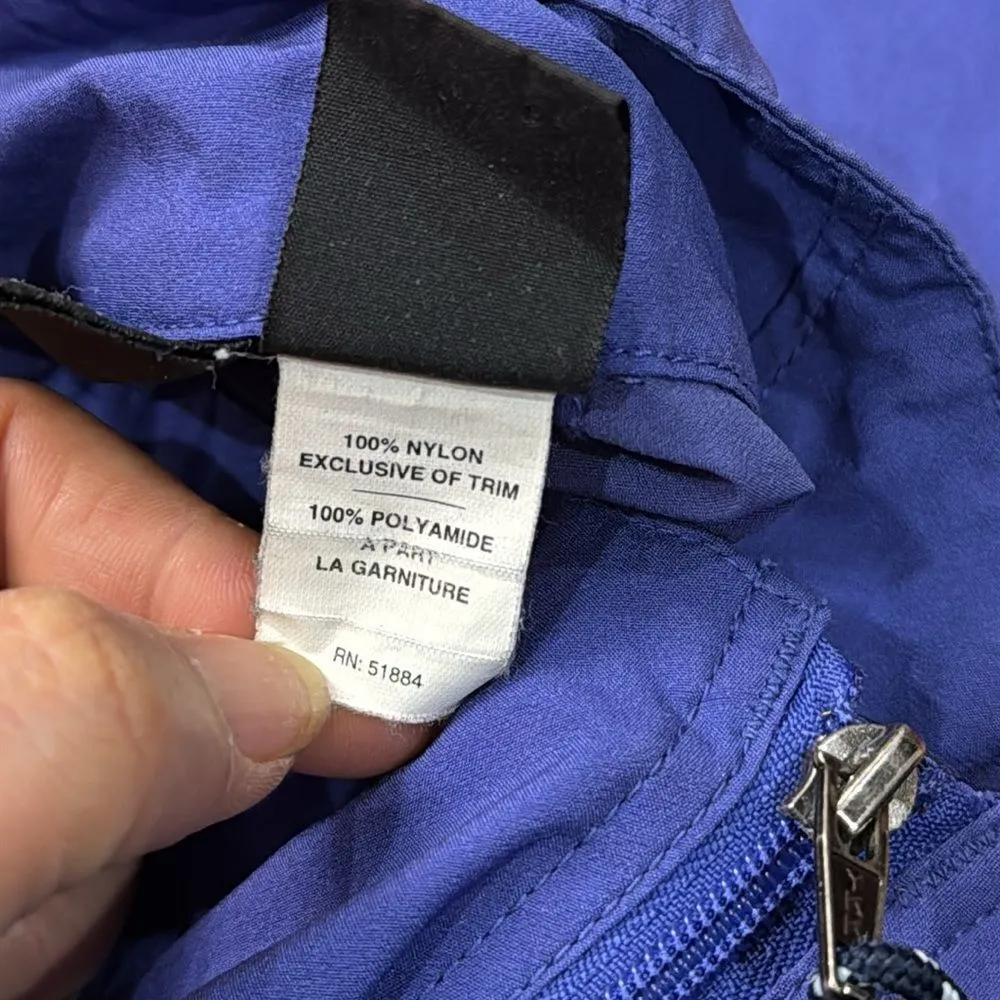 100% NYLON
EXCLUSIVE OF TRIM
100% POLYAMIDE
A PART
LA GARNITURE
RN: 51884